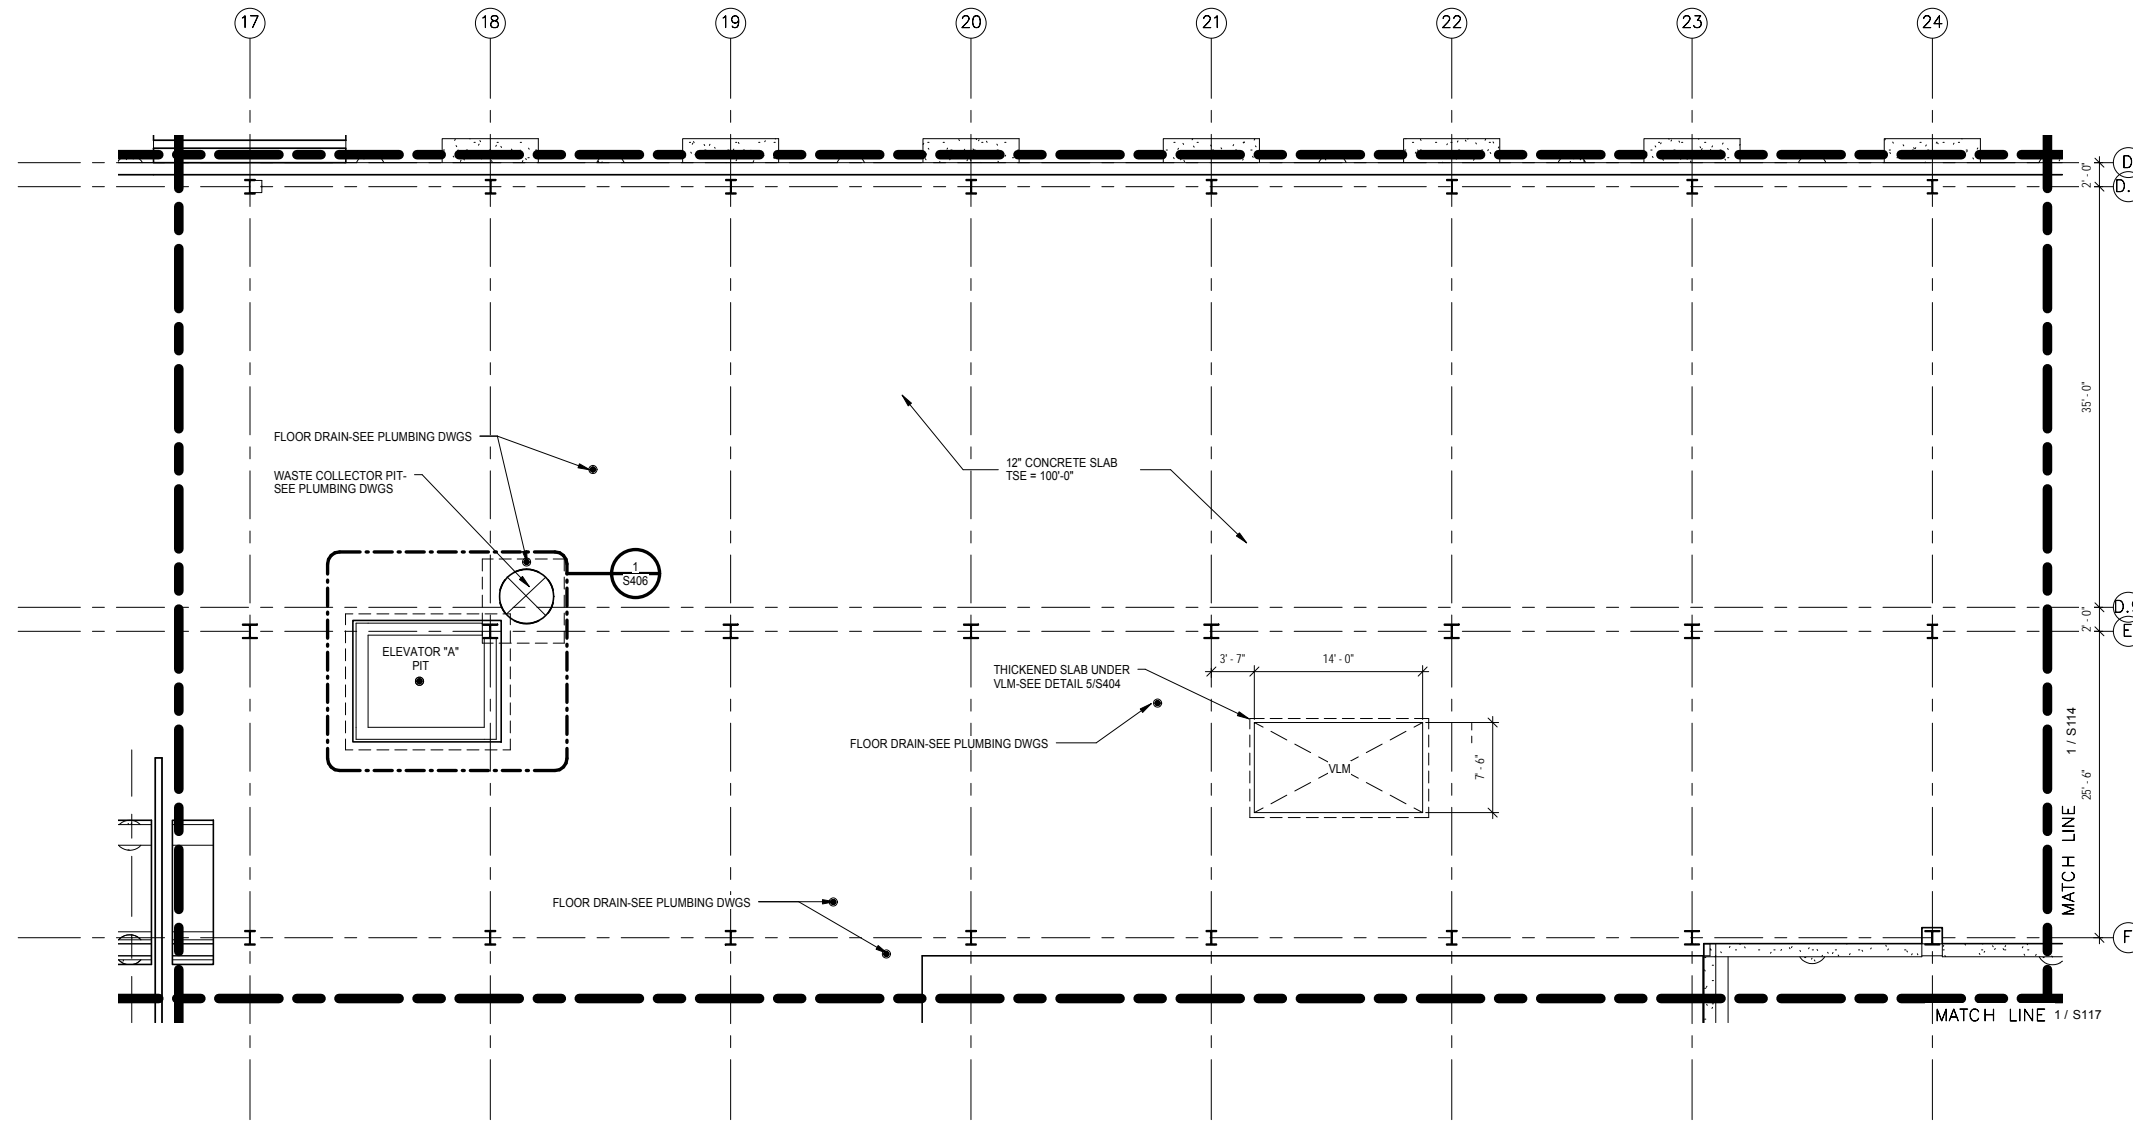 17 18 19 20 21 22 23 24
D
2' - 0"
D.
35' - 0"
FLOOR DRAIN-SEE PLUMBING DWGS
WASTE COLLECTOR PIT-
SEE PLUMBING DWGS
12" CONCRETE SLAB
TSE = 100'-0"
1
S406
D.9
2' - 0"
E
ELEVATOR "A"
PIT
THICKENED SLAB UNDER
VLM-SEE DETAIL 5/S404
3' - 7"
14' - 0"
FLOOR DRAIN-SEE PLUMBING DWGS
VLM
7' - 6"
25' - 6"
MATCH LINE 1 / S114
FLOOR DRAIN-SEE PLUMBING DWGS
F
MATCH LINE 1 / S117